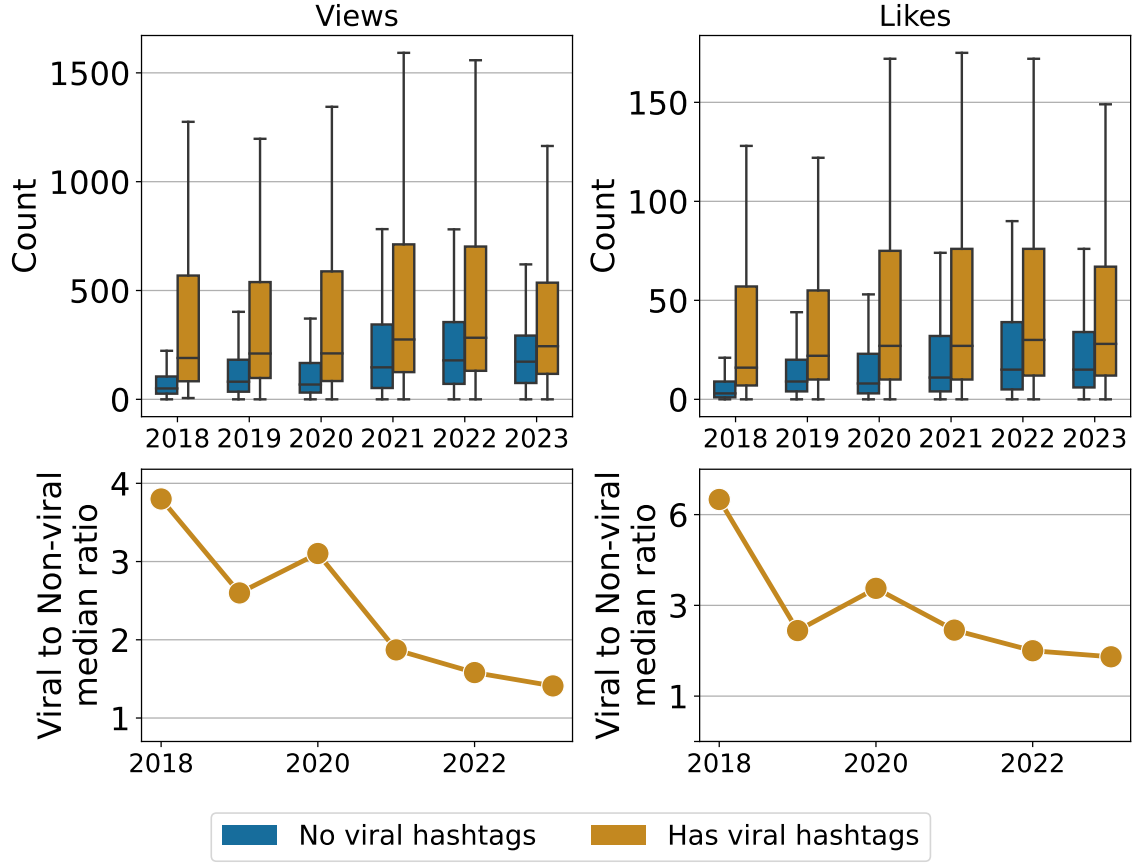 Views
Likes
Count
1500
1000
500
0
2018 2019 2020 2021 2022 2023
Count
150
100
50
0
2018 2019 2020 2021 2022 2023
Viral to Non-viral
median ratio
4
3
2
1
2018 2020 2022
Viral to Non-viral
median ratio
6
3
1
2018 2020 2022
No viral hashtags
Has viral hashtags